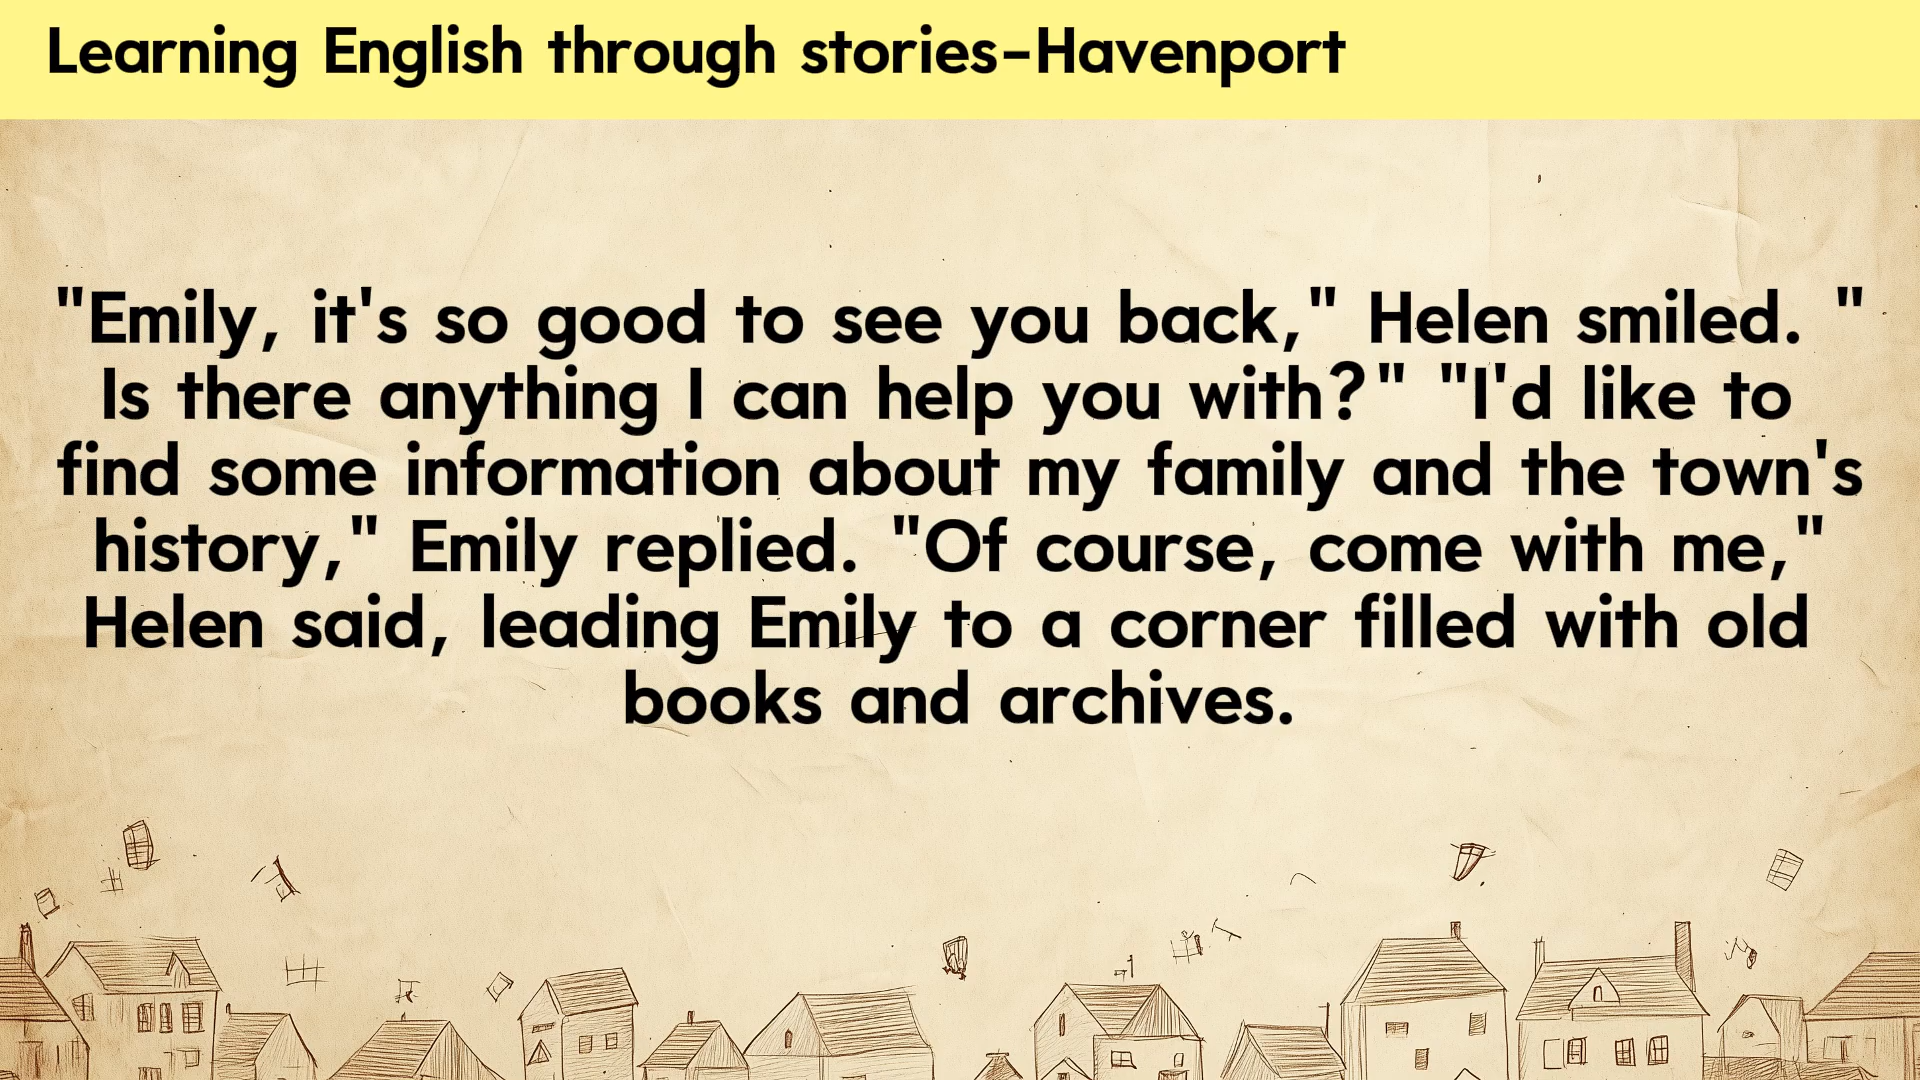 Learning English through stories-Havenport
"Emily, it's so good to see you back," Helen smiled. "
Is there anything I can help you with?" "I'd like to
find some information about my family and the town's
history," Emily replied. "Of course, come with me,"
Helen said, leading Emily to a corner filled with old
books and archives.